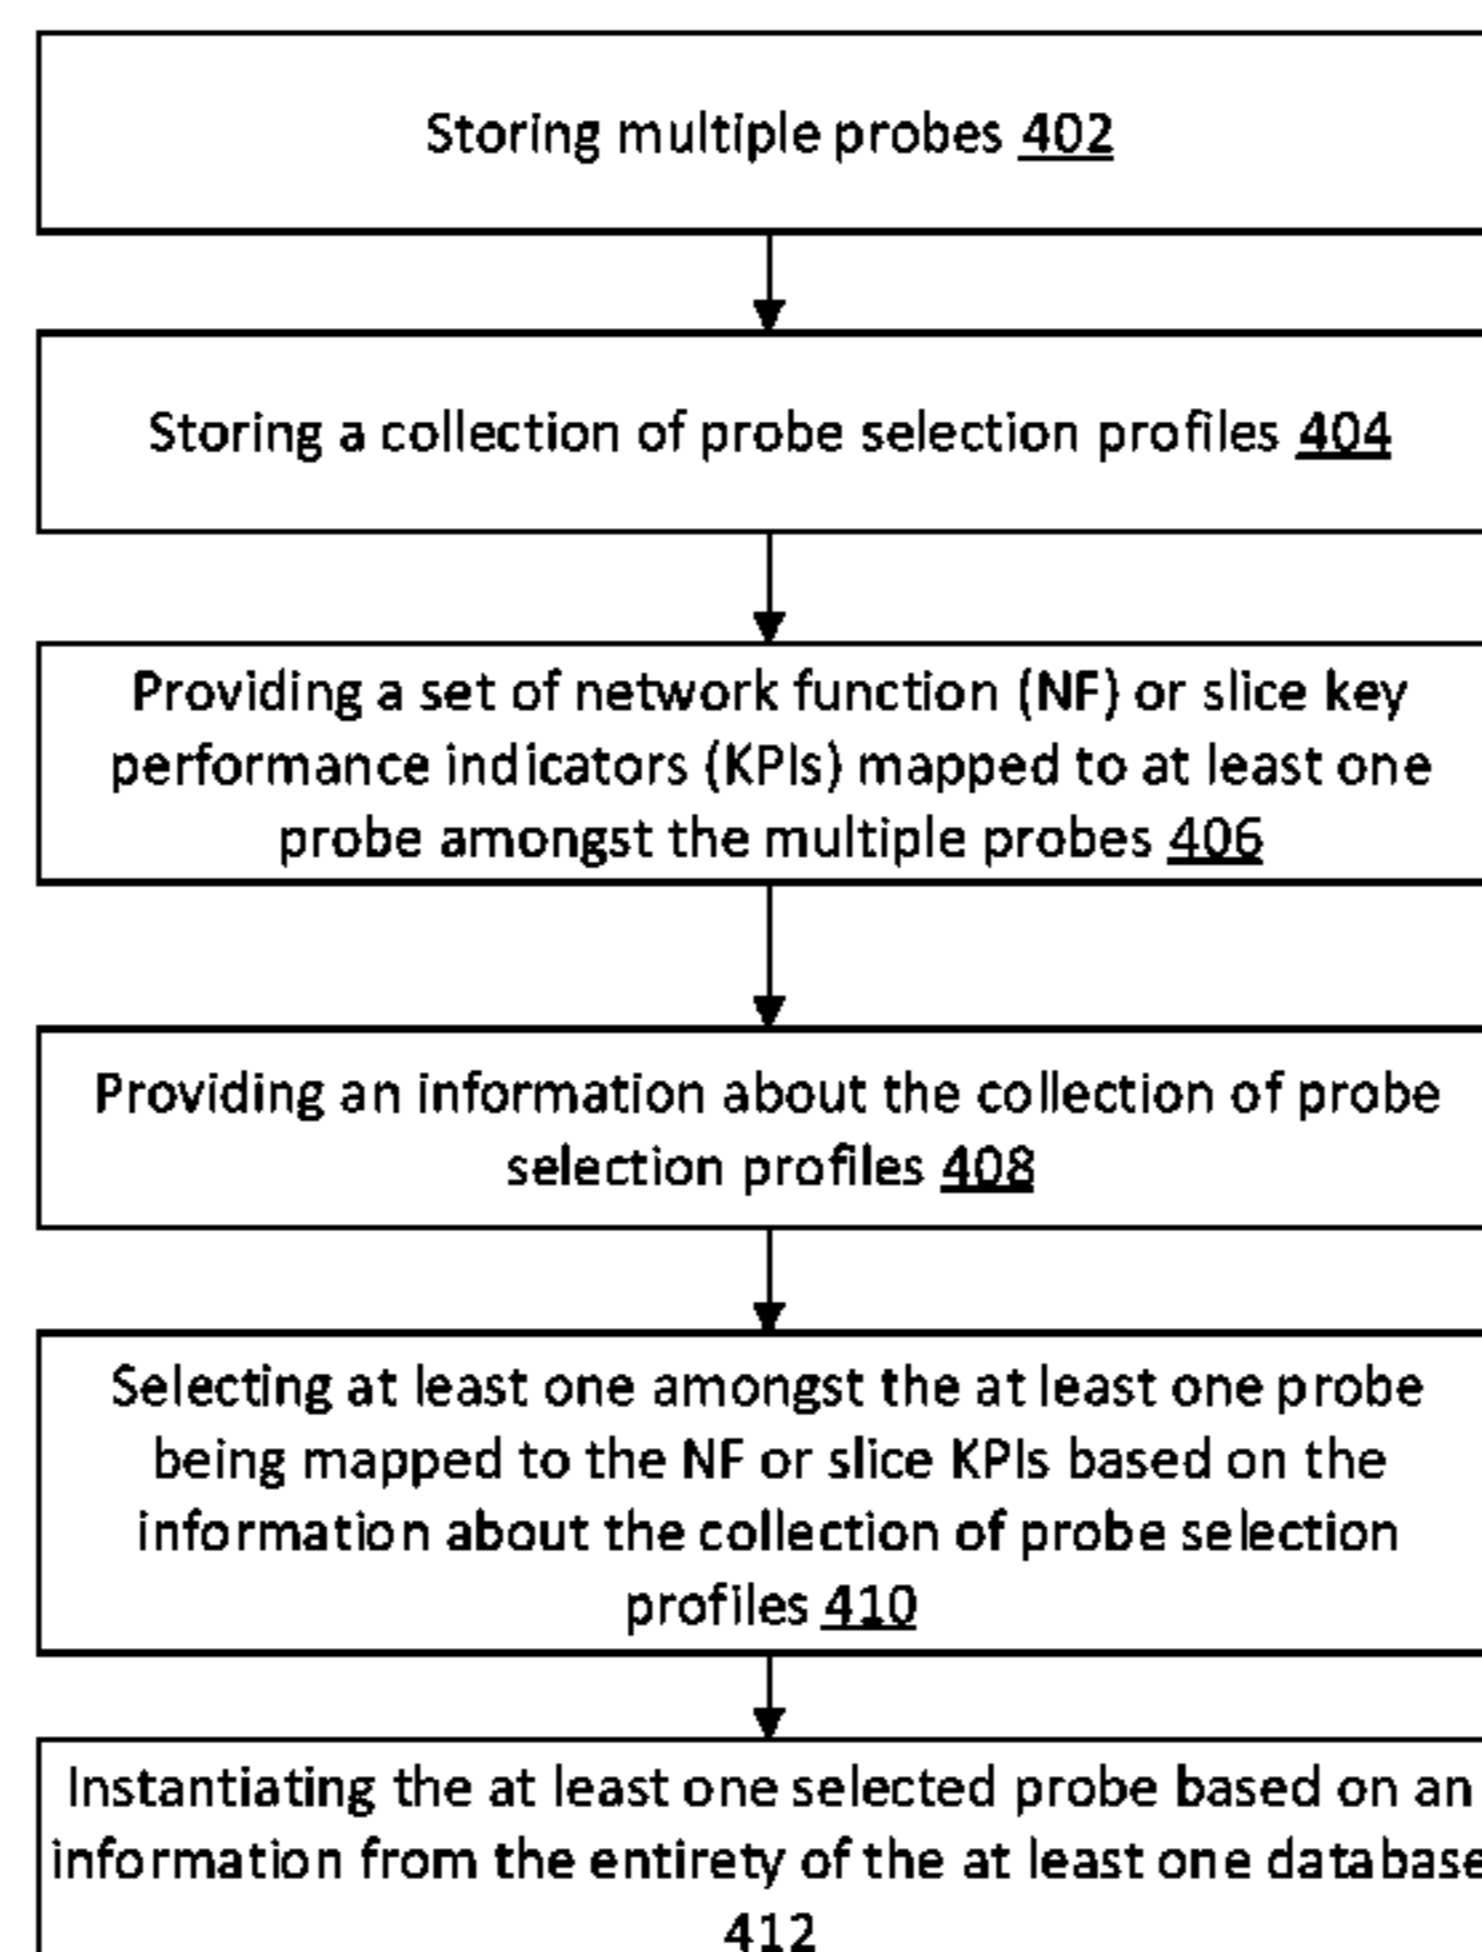 Storing multiple probes 402
Storing a collection of probe selection profiles 404
Providing a set of network function (NF) or slice key
performance indicators (KPIs) mapped to at least one
probe amongst the multiple probes 406
Providing an information about the collection of probe
selection profiles 408
Selecting at least one amongst the at least one probe
being mapped to the NF or slice KPIs based on the
information about the collection of probe selection
profiles 410
Instantiating the at least one selected probe based on an
information from the entirety of the at least one database
412